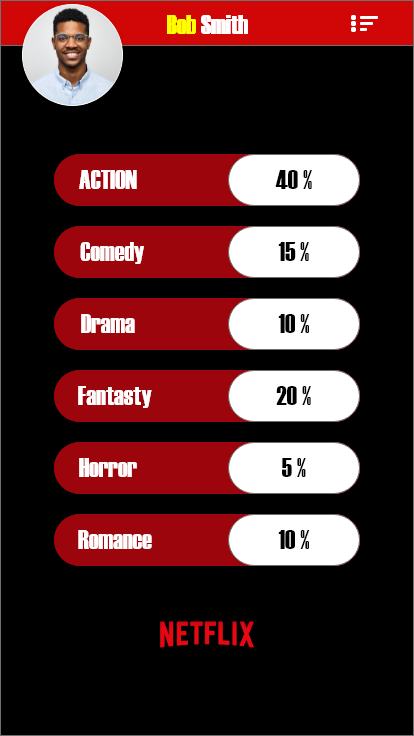 Bob Smith
ACTION 40 %
Comedy 15 %
Drama 10 %
Fantasty 20 %
Horror 5 %
Romance 10 %
NETFLIX